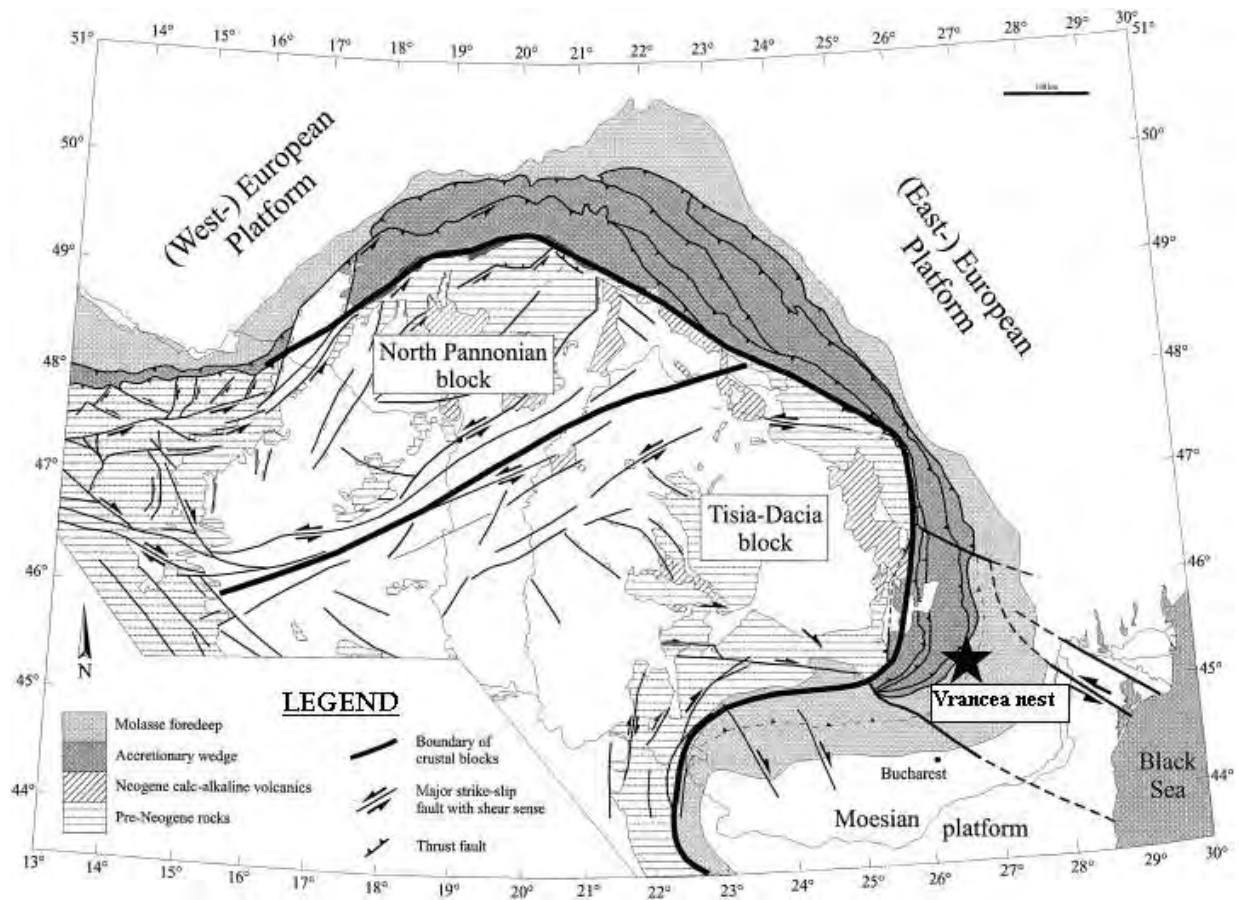 51° 14° 15° 16° 17° 18° 19° 20° 21° 22° 23° 24° 25° 26° 27° 28° 29° 30° 51°
50° 50°
(West-) European
Platform
(East-) European
Platform
49° 49°
48° 48°
North Pannonian
block
47° 47°
Tisia-Dacia
block
46° 46°
N
45° 45°
Vrancea nest
LEGEND
Molasse foredeep
Accretionary wedge
Neogene calc-alkaline volcanics
Pre-Neogene rocks
Boundary of
crustal blocks
Major strike-slip
fault with shear sense
Thrust fault
Bucharest
Black
Sea
Moesian platform
44° 44°
43°
13° 14° 15° 16° 17° 18° 19° 20° 21° 22° 23° 24° 25° 26° 27° 28° 29° 30°